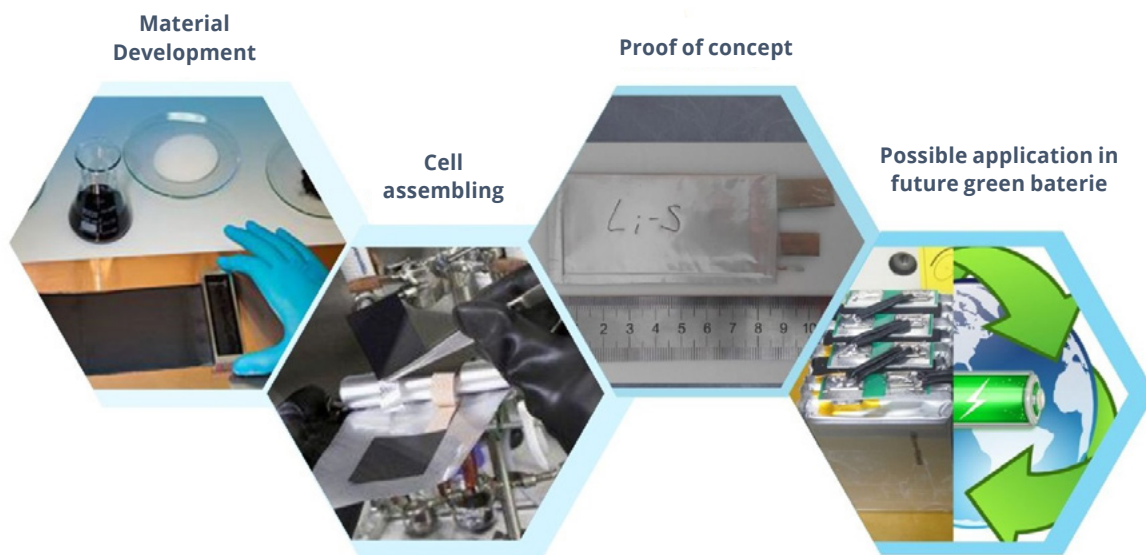 Material
Development
Proof of concept
Cell
assembling
Possible application in
future green baterie
Li-S
2 3 4 5 6 7 8 9 10